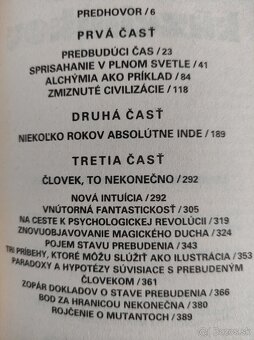 PREDHOVOR / 6
PRVÁ ČASŤ
PREDBUDÚCI ČAS / 23
SPRISAHANIE V PLNOM SVETLE / 41
ALCHÝMIA AKO PRÍKLAD / 84
ZMIZNUTÉ CIVILIZÁCIE / 118
DRUHÁ ČASŤ
NIEKOĽKO ROKOV ABSOLÚTNE INDE / 189
TRETIA ČASŤ
ČLOVEK, TO NEKONEČNO / 292
NOVÁ INTUÍCIA / 292
VNÚTORNÁ FANTASTICKOSŤ / 305
NA CESTE K PSYCHOLOGICKEJ REVOLÚCII / 319
ZNOVUOBJAVOVANIE MAGICKÉHO DUCHA / 324
POJEM STAVU PREBUDENIA / 343
TRI PRÍBEHY, KTORÉ MÔŽU SLÚŽIŤ AKO ILUSTRÁCIA / 353
PARADOXY A HYPOTÉZY SÚVISIACE S PREBUDENÝM
ČLOVEKOM / 361
ZOPÁR DOKLADOV O STAVE PREBUDENIA / 366
BOD ZA HRANICOU NEKONEČNA / 380
ROJČENIE O MUTANTOCH / 389
bazar.sk